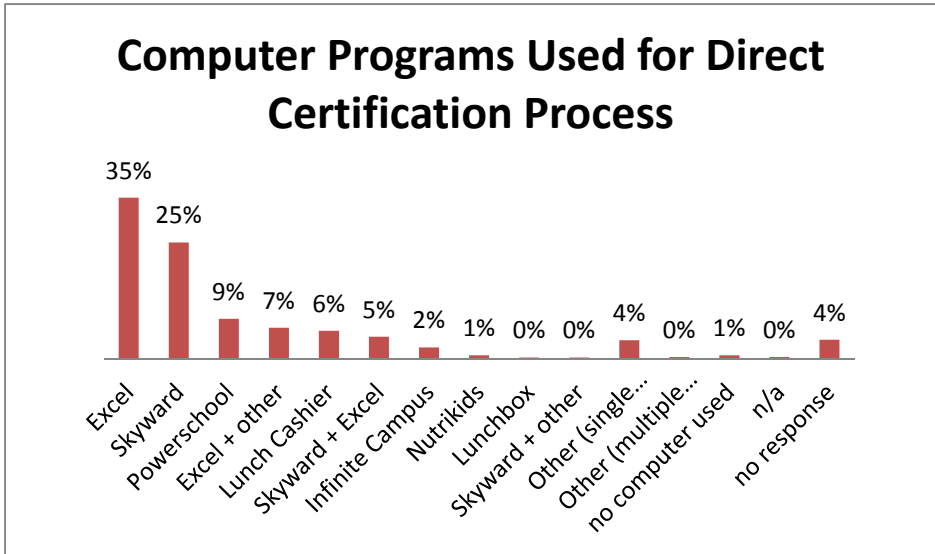 Computer Programs Used for Direct
Certification Process
35%
25%
9%
7%
6%
5%
2%
1%
0%
0%
4%
0%
1%
0%
4%
Excel
Skyward
Powerschool
Excel + other
Lunch Cashier
Skyward + Excel
Infinite Campus
Nutrikids
Lunchbox
Skyward + other
Other (single...
Other (multiple...
no computer used
n/a
no response